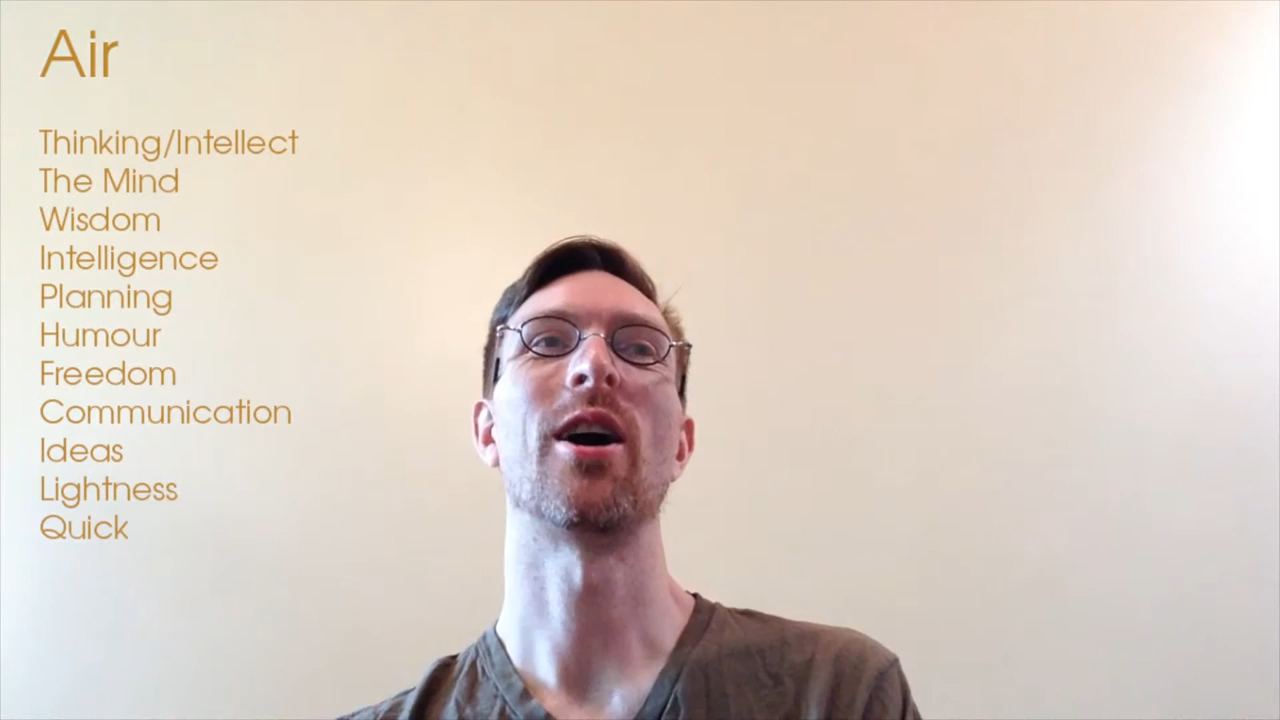 Air
Thinking/Intellect
The Mind
Wisdom
Intelligence
Planning
Humour
Freedom
Communication
Ideas
Lightness
Quick